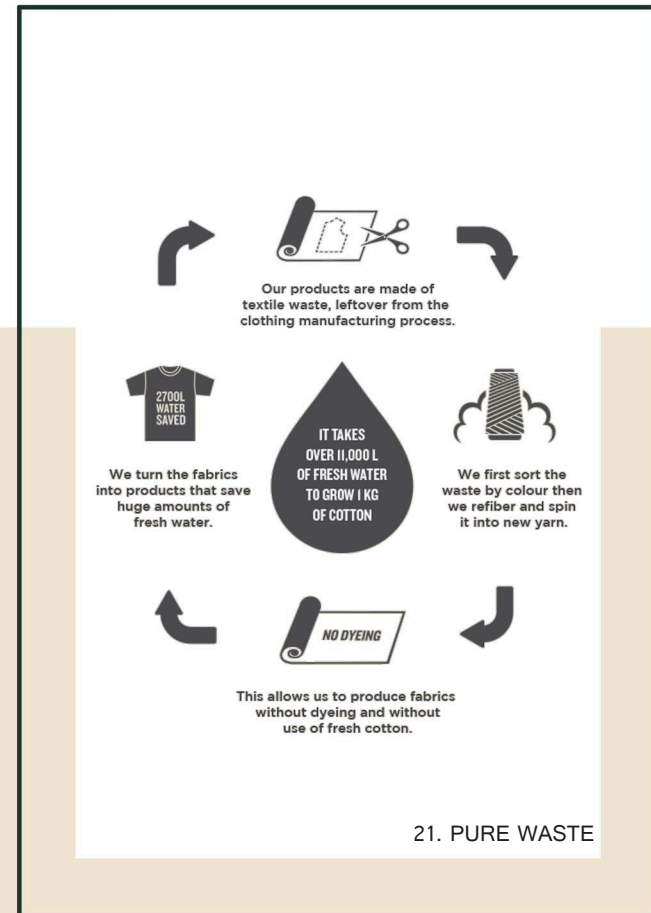 Our products are made of
textile waste, leftover from the
clothing manufacturing process.
2700L
WATER
SAVED
We turn the fabrics
into products that save
huge amounts of
fresh water.
IT TAKES
OVER 11,000 L
OF FRESH WATER
TO GROW 1 KG
OF COTTON
We first sort the
waste by colour then
we refiber and spin
it into new yarn.
NO DYEING
This allows us to produce fabrics
without dyeing and without
use of fresh cotton.
21. PURE WASTE